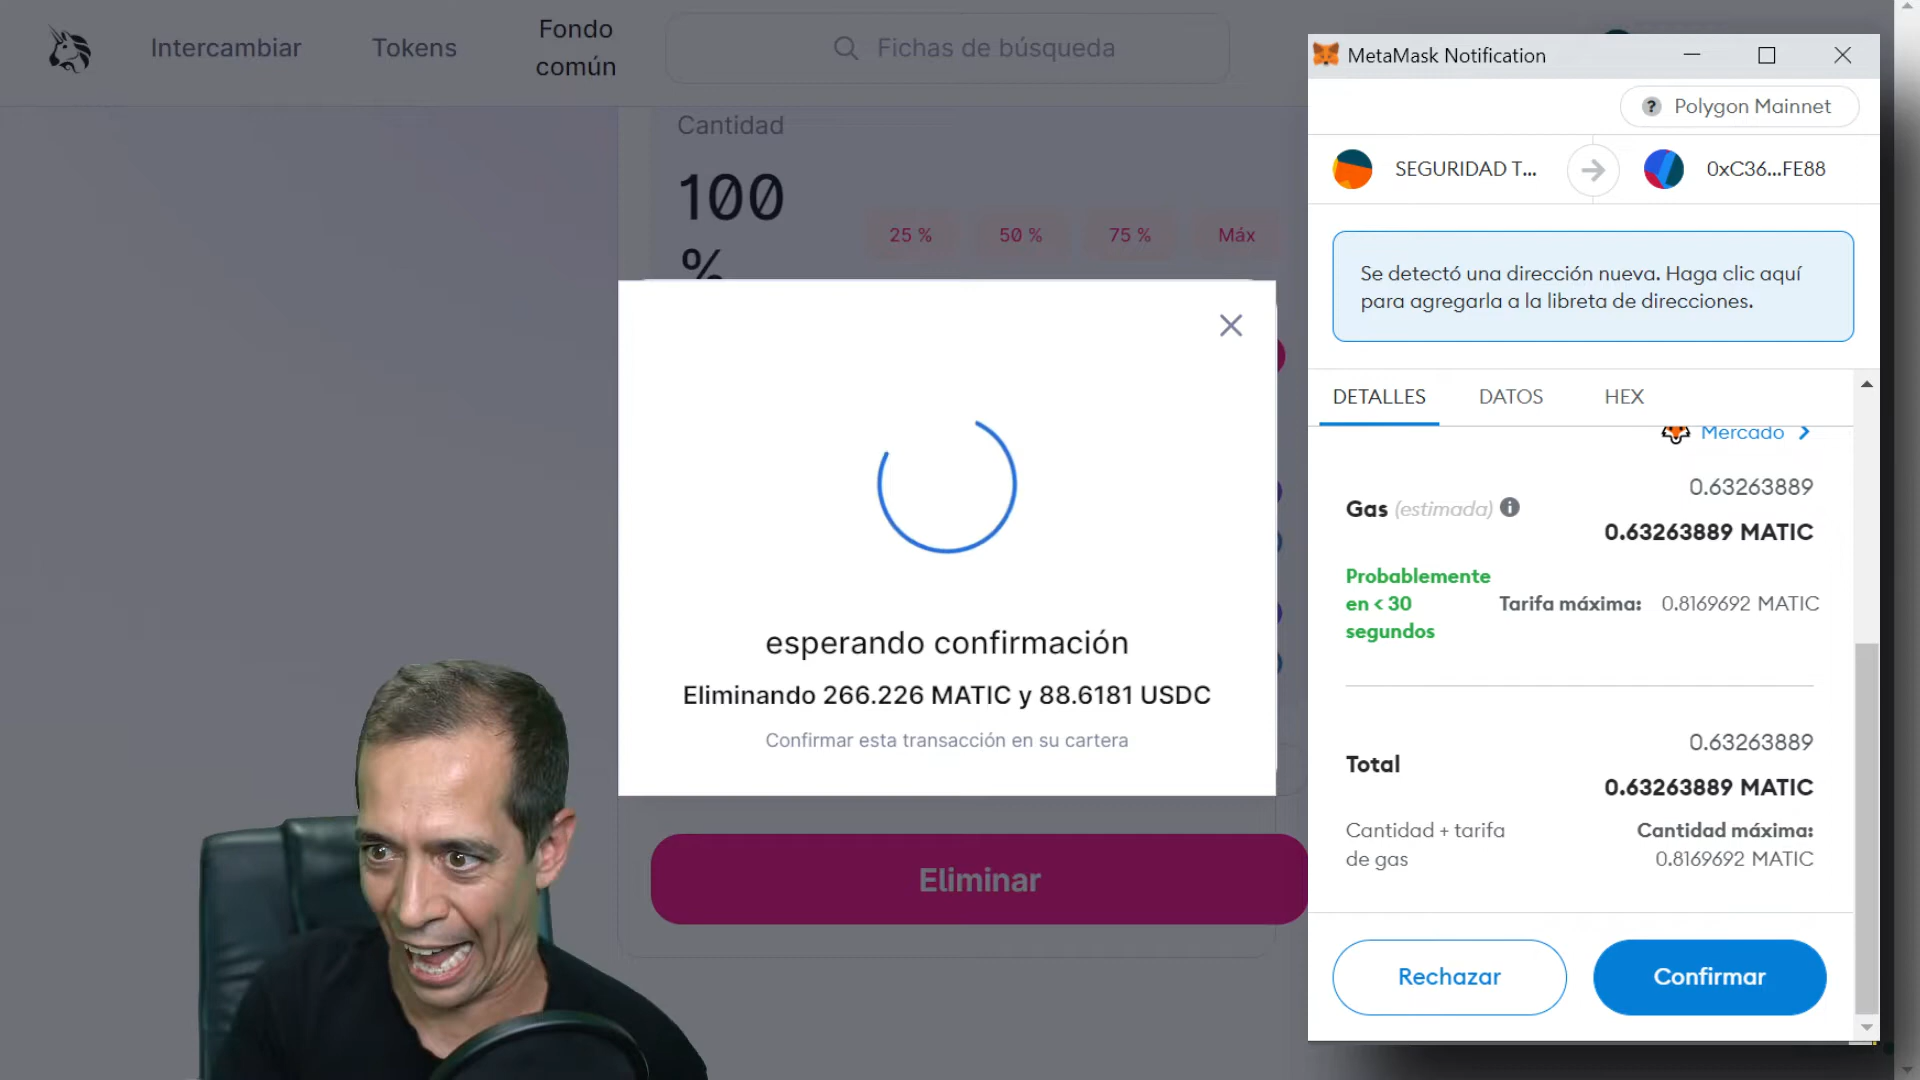 Intercambiar
Tokens
Fondo
común
Fichas de búsqueda
Cantidad
100
%
25 %
50 %
75 %
Máx
esperando confirmación
Eliminando 266.226 MATIC y 88.6181 USDC
Confirmar esta transacción en su cartera
Eliminar
MetaMask Notification
? Polygon Mainnet
SEGURIDAD T...
0xC36...FE88
Se detectó una dirección nueva. Haga clic aquí
para agregarla a la libreta de direcciones.
DETALLES
DATOS
HEX
Mercado
0.63263889
Gas (estimada) i
0.63263889 MATIC
Probablemente
en < 30
segundos
Tarifa máxima: 0.8169692 MATIC
0.63263889
Total
0.63263889 MATIC
Cantidad + tarifa
de gas
Cantidad máxima:
0.8169692 MATIC
Rechazar
Confirmar